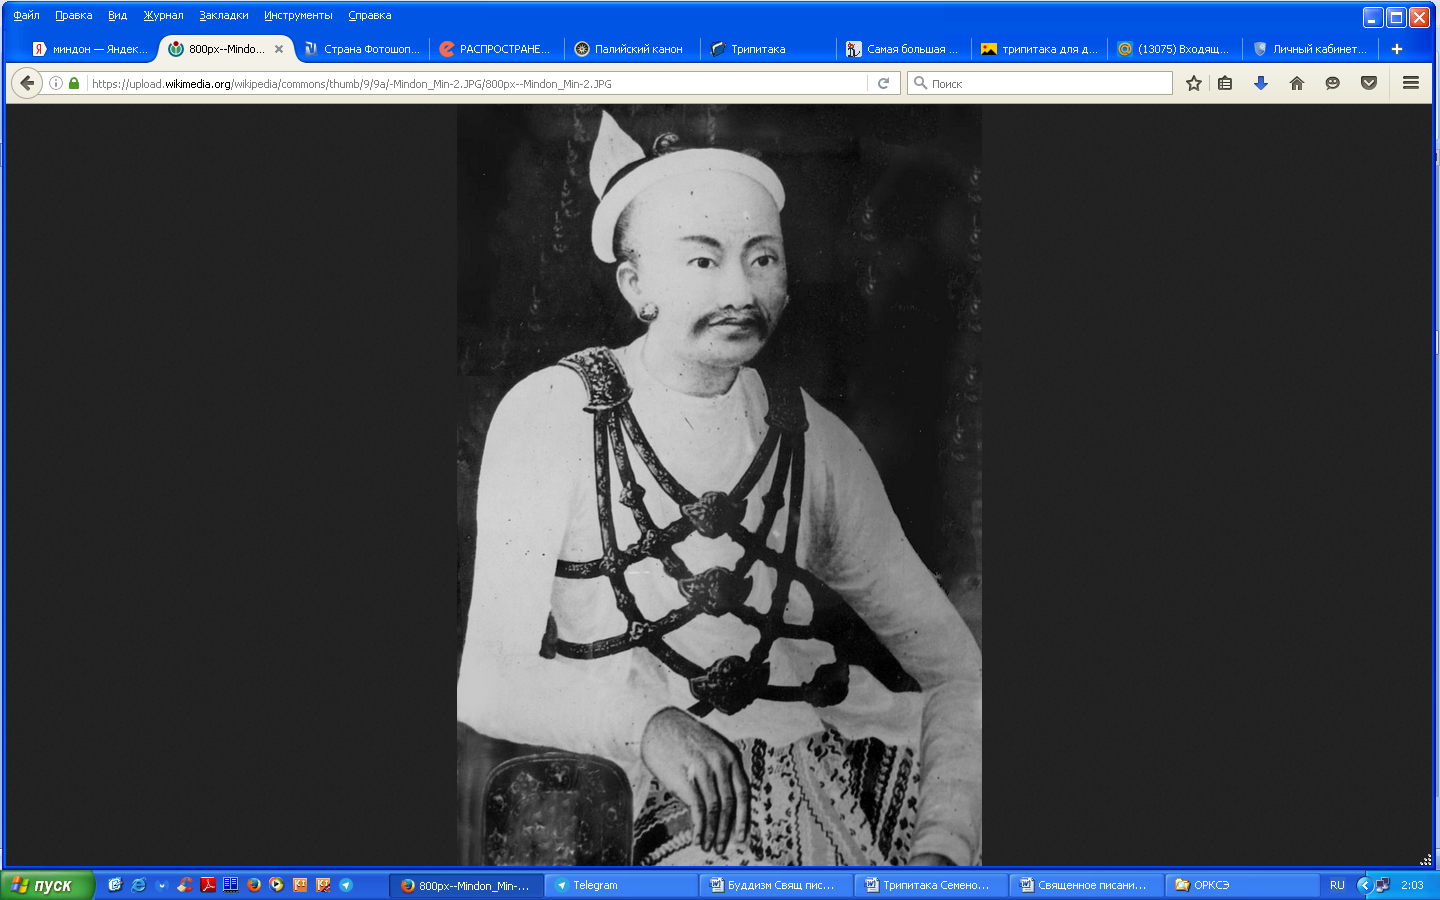 Файл Правка Вид Журнал Закладки Инструменты Справка
миндон — Яндек... 800px--Mindo... Страна Фотошоп... РАСПРОСТРАНЕ... Палийский канон Трипитака Самая большая ... трипитака для д... (13075) Входящ... Личный кабинет...
https://upload.wikimedia.org/wikipedia/commons/thumb/9/9a/-Mindon_Min-2.JPG/800px--Mindon_Min-2.JPG Поиск
пуск 800px--Mindon_Min-... Telegram Буддизм Свящ пис... Трипитака Семено... Священное писани... ОРКСЭ RU 2:03